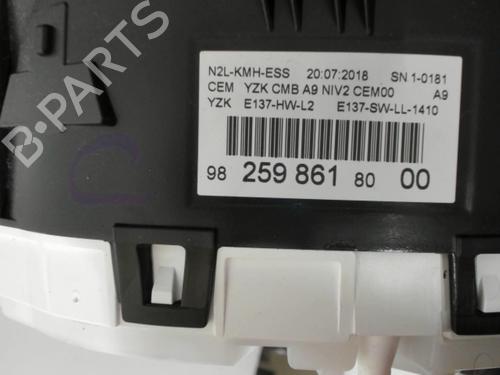 B-PARTS
N2L-KMH-ESS 20:07:2018 SN 1-0181
CEM YZK CMB A9 NIV2 CEM00 A9
YZK E137-HW-L2 E137-SW-LL-1410
98 259 861 80 00